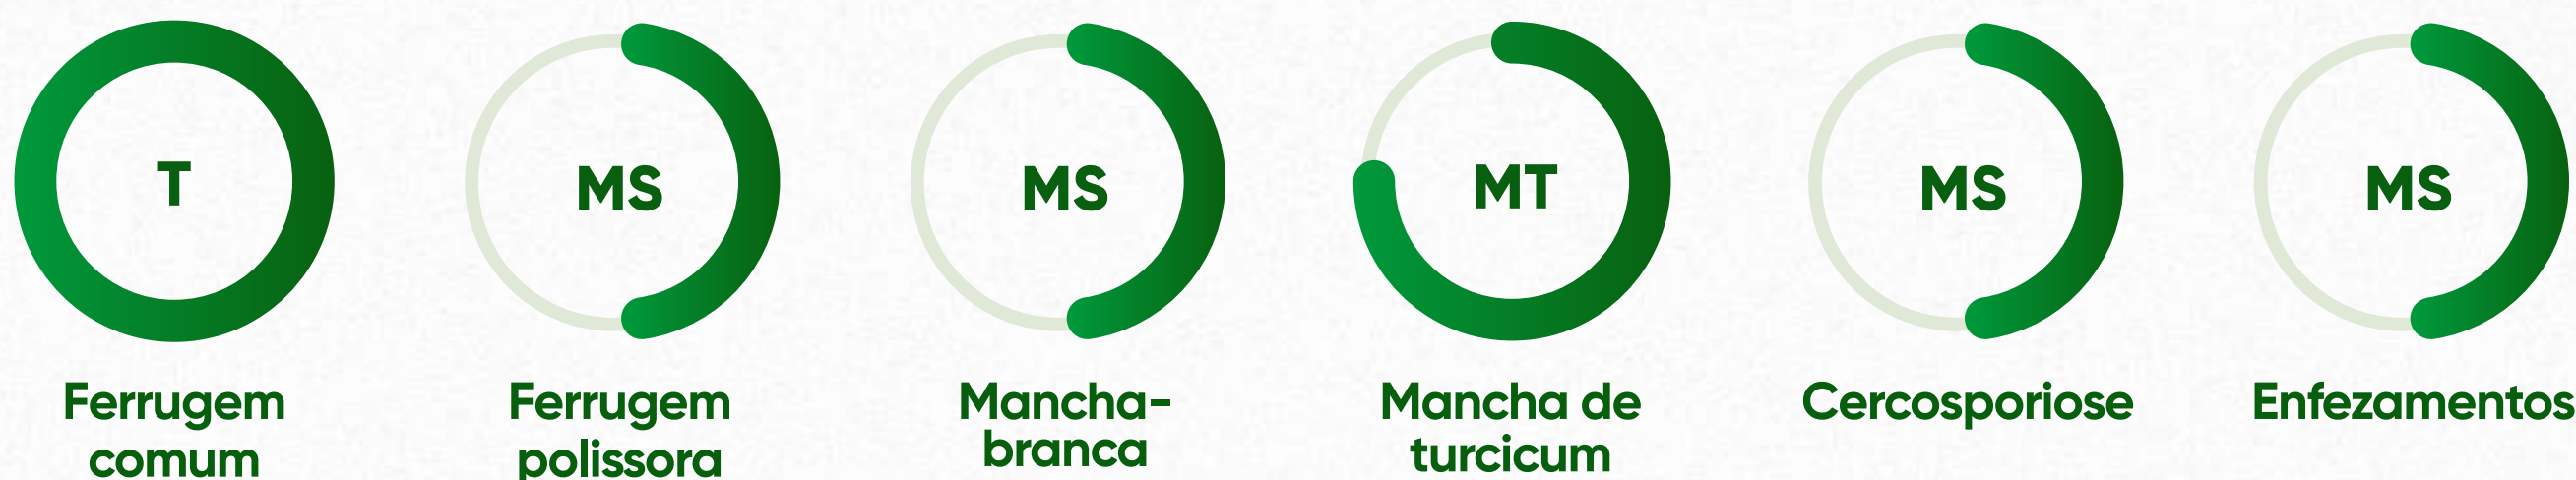 T
MS
MS
MT
MS
MS
Ferrugem
comum
Ferrugem
polissora
Mancha-
branca
Mancha de
turcicum
Cercosporiose
Enfezamentos